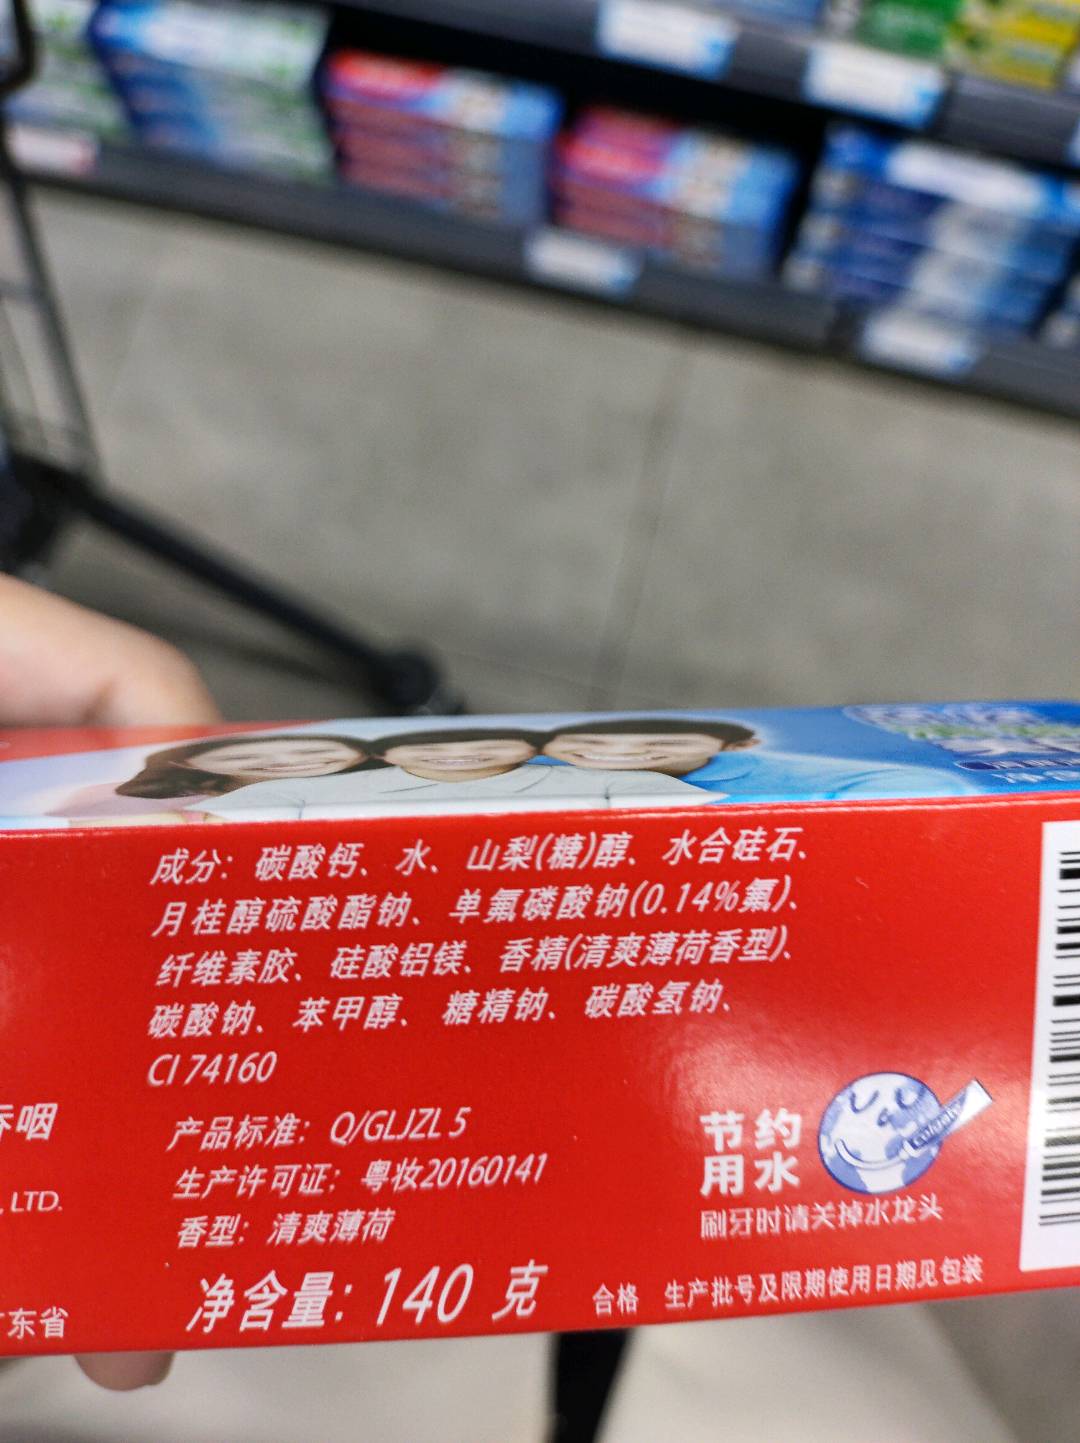 成分：碳酸钙、水、山梨(糖)醇、水合硅石、
月桂醇硫酸酯钠、单氟磷酸钠(0.14%氟)、
纤维素胶、硅酸铝镁、香精(清爽薄荷香型)、
碳酸钠、苯甲醇、糖精钠、碳酸氢钠、
CI 74160
产品标准：Q/GLJZL 5
生产许可证：粤妆20160141
香型：清爽薄荷
净含量：140 克
合格 生产批号及限期使用日期见包装
节约
用水
刷牙时请关掉水龙头
咽
, LTD.
东省